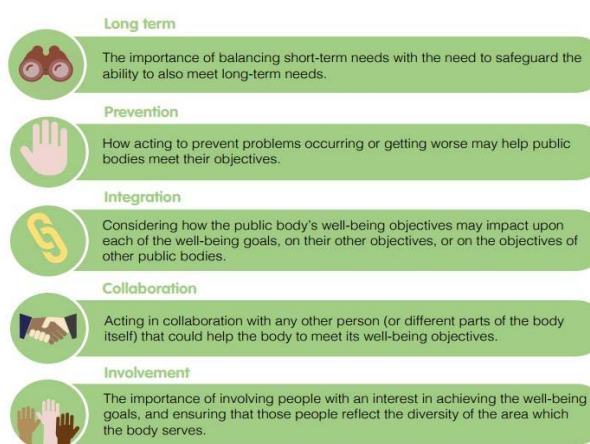 Long term
The importance of balancing short-term needs with the need to safeguard the
ability to also meet long-term needs.
Prevention
How acting to prevent problems occurring or getting worse may help public
bodies meet their objectives.
Integration
Considering how the public body's well-being objectives may impact upon
each of the well-being goals, on their other objectives, or on the objectives of
other public bodies.
Collaboration
Acting in collaboration with any other person (or different parts of the body
itself) that could help the body to meet its well-being objectives.
Involvement
The importance of involving people with an interest in achieving the well-being
goals, and ensuring that those people reflect the diversity of the area which
the body serves.